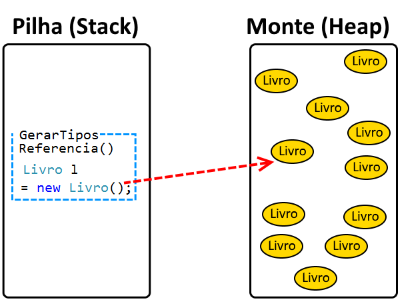 Pilha (Stack)
Monte (Heap)
GerarTipos
Referencia()
Livro l
= new Livro();
Livro
Livro
Livro
Livro
Livro
Livro
Livro
Livro
Livro
Livro
Livro